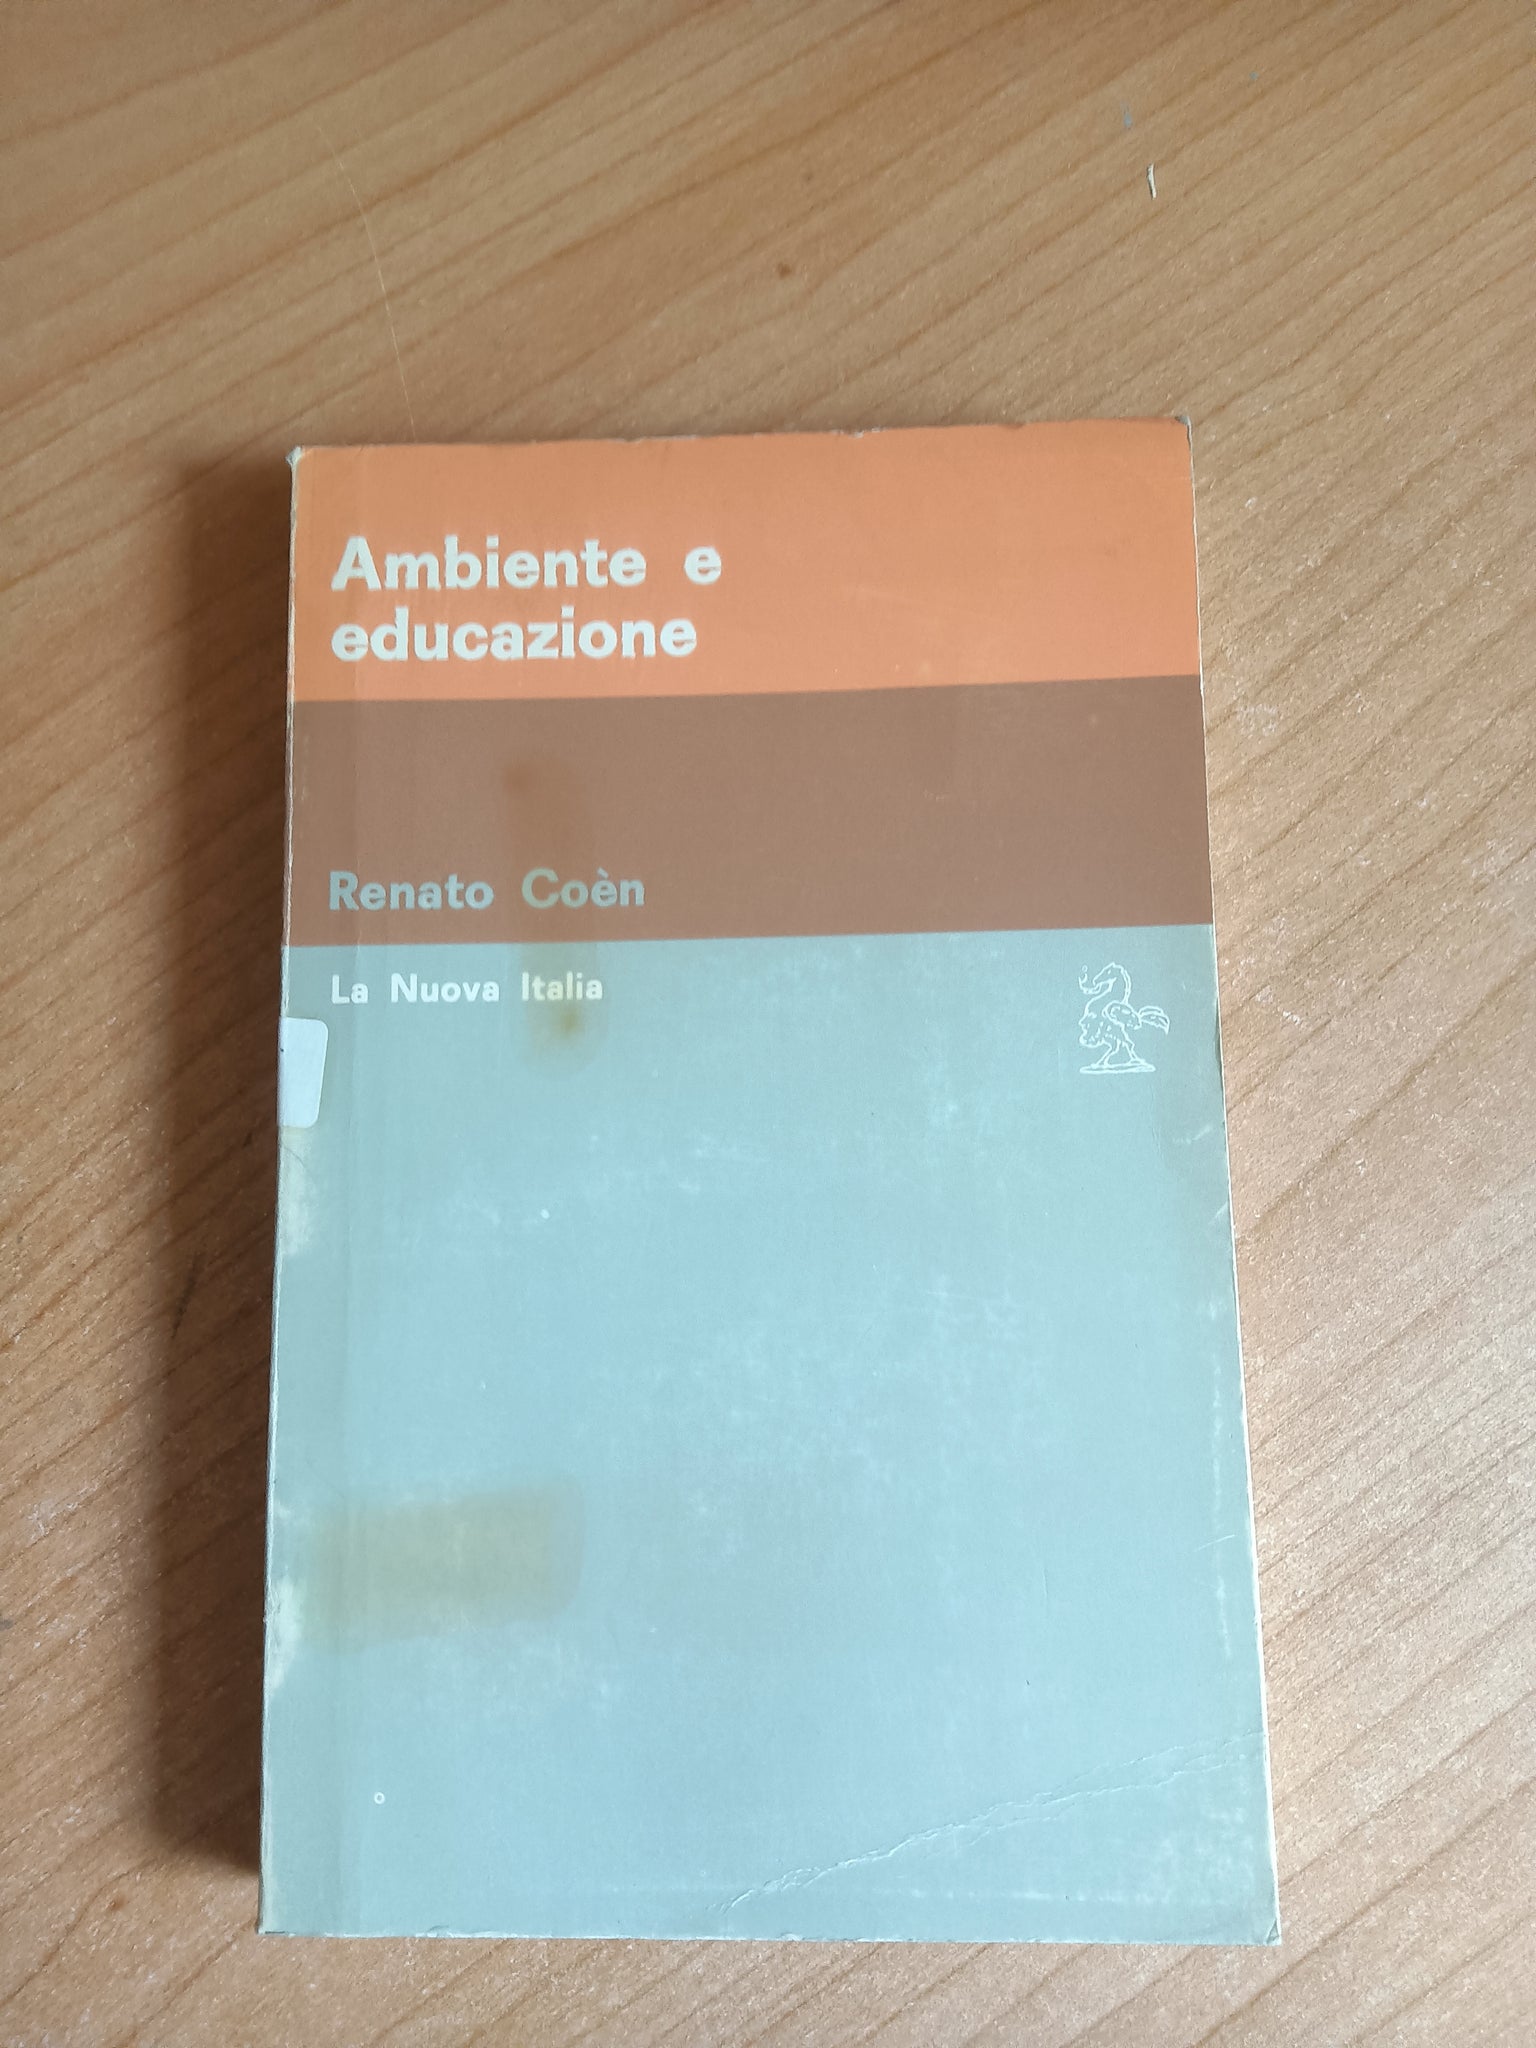 Ambiente e
educazione
Renato Coèn
La Nuova Italia